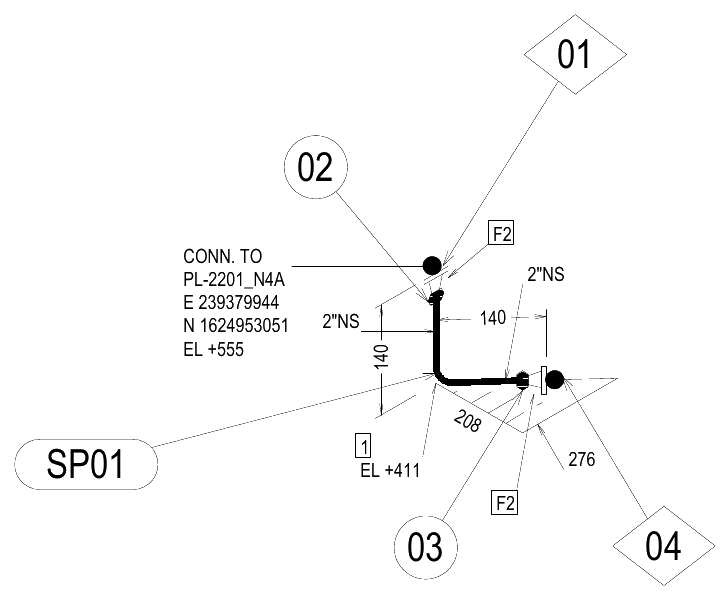 01
02
F2
CONN. TO
PL-2201_N4A
E 239379944
N 1624953051
EL +555
2"NS
2"NS
140
140
208
1
EL +411
276
SP01
F2
03
04